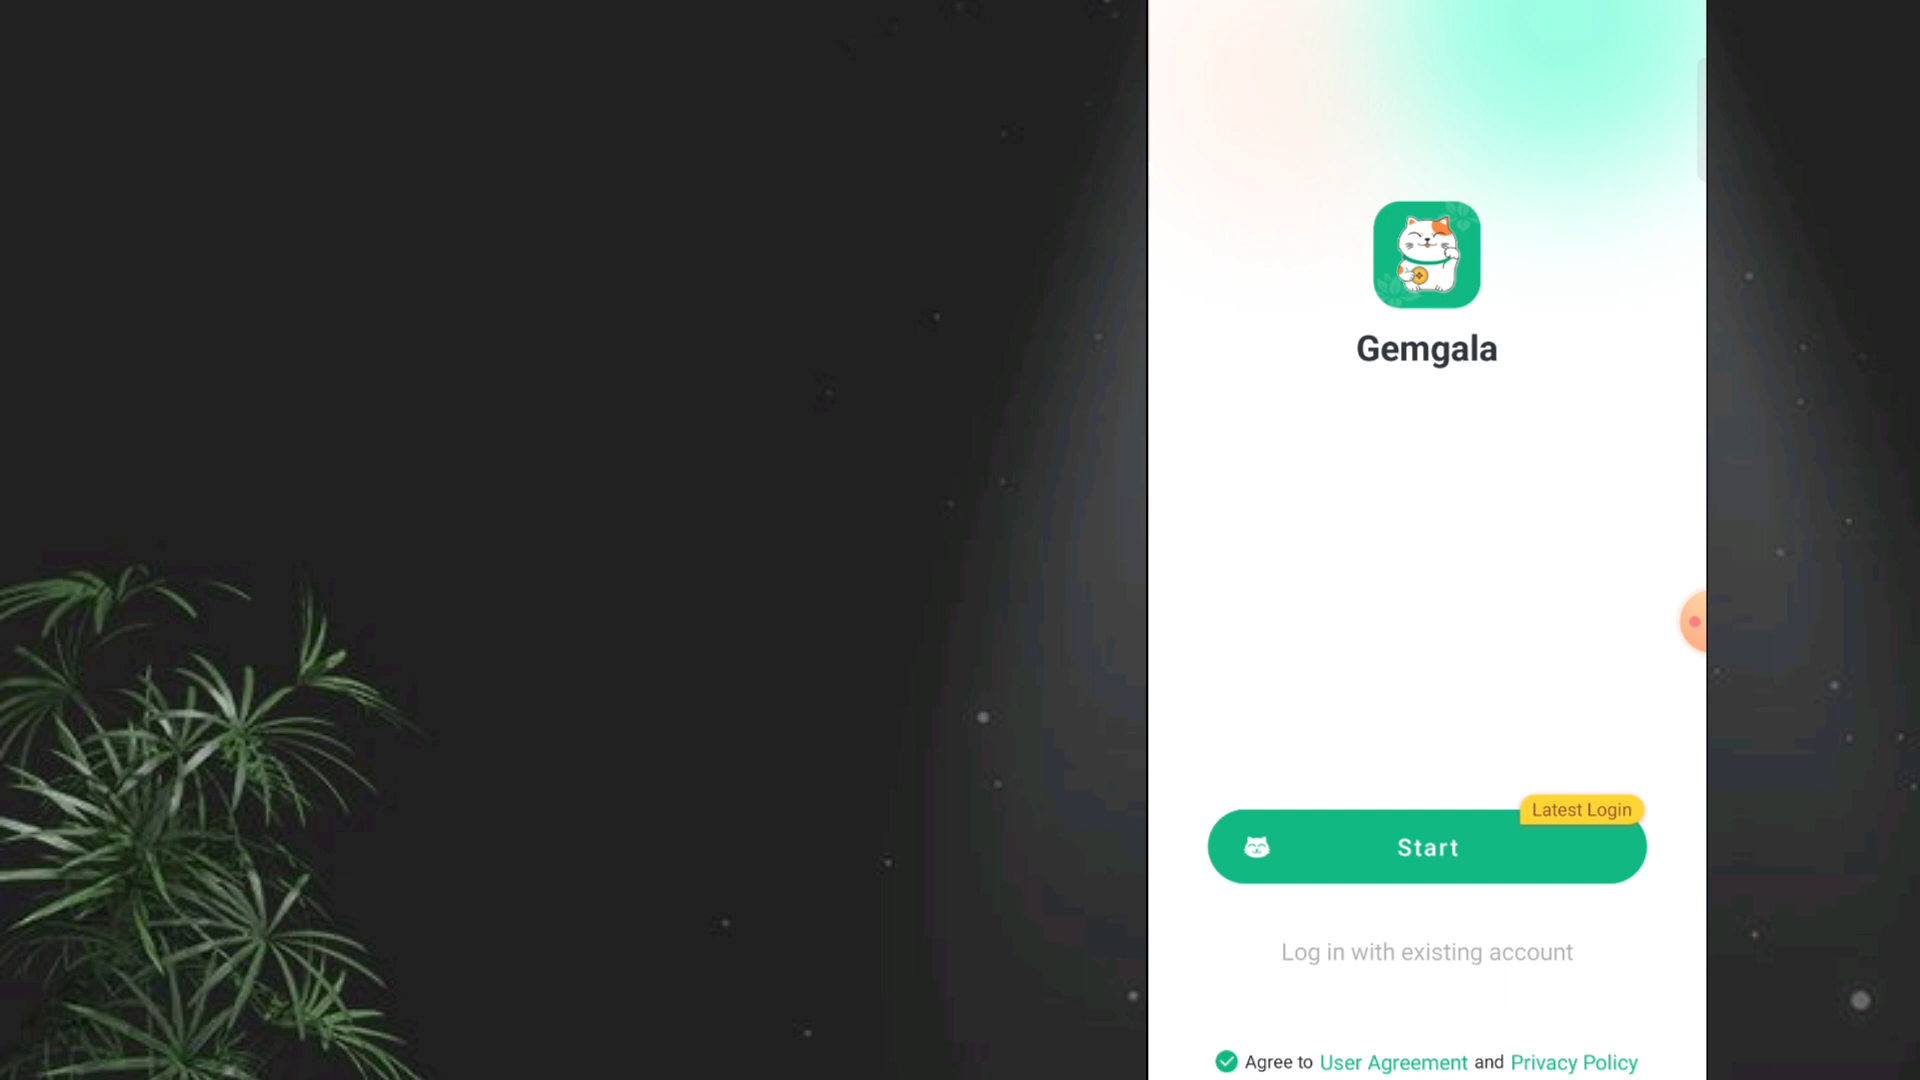 Gemgala
Latest Login
Start
Log in with existing account
Agree to User Agreement and Privacy Policy